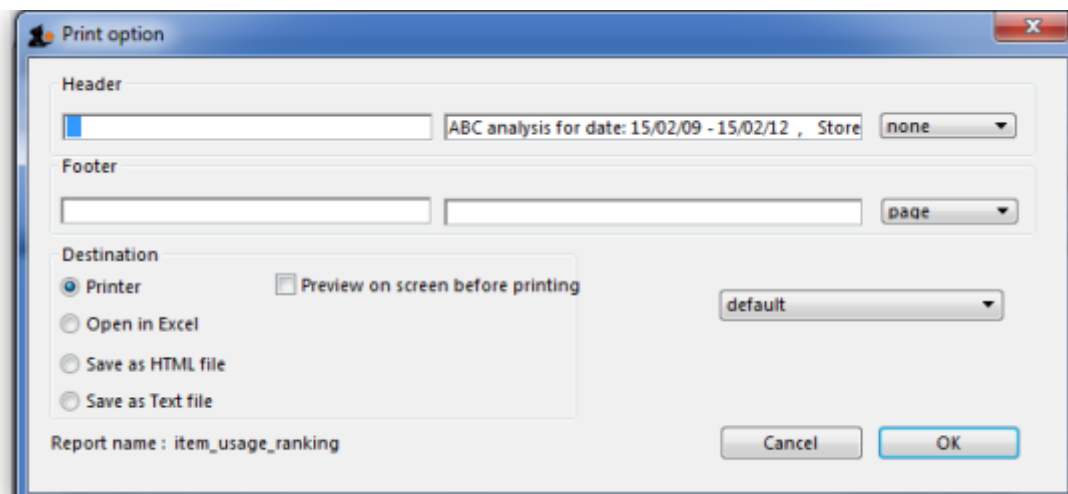 Print option
Header
ABC analysis for date: 15/02/09 - 15/02/12 , Store none
Footer
page
Destination
Printer Preview on screen before printing
default
Open in Excel
Save as HTML file
Save as Text file
Report name : item_usage_ranking Cancel OK